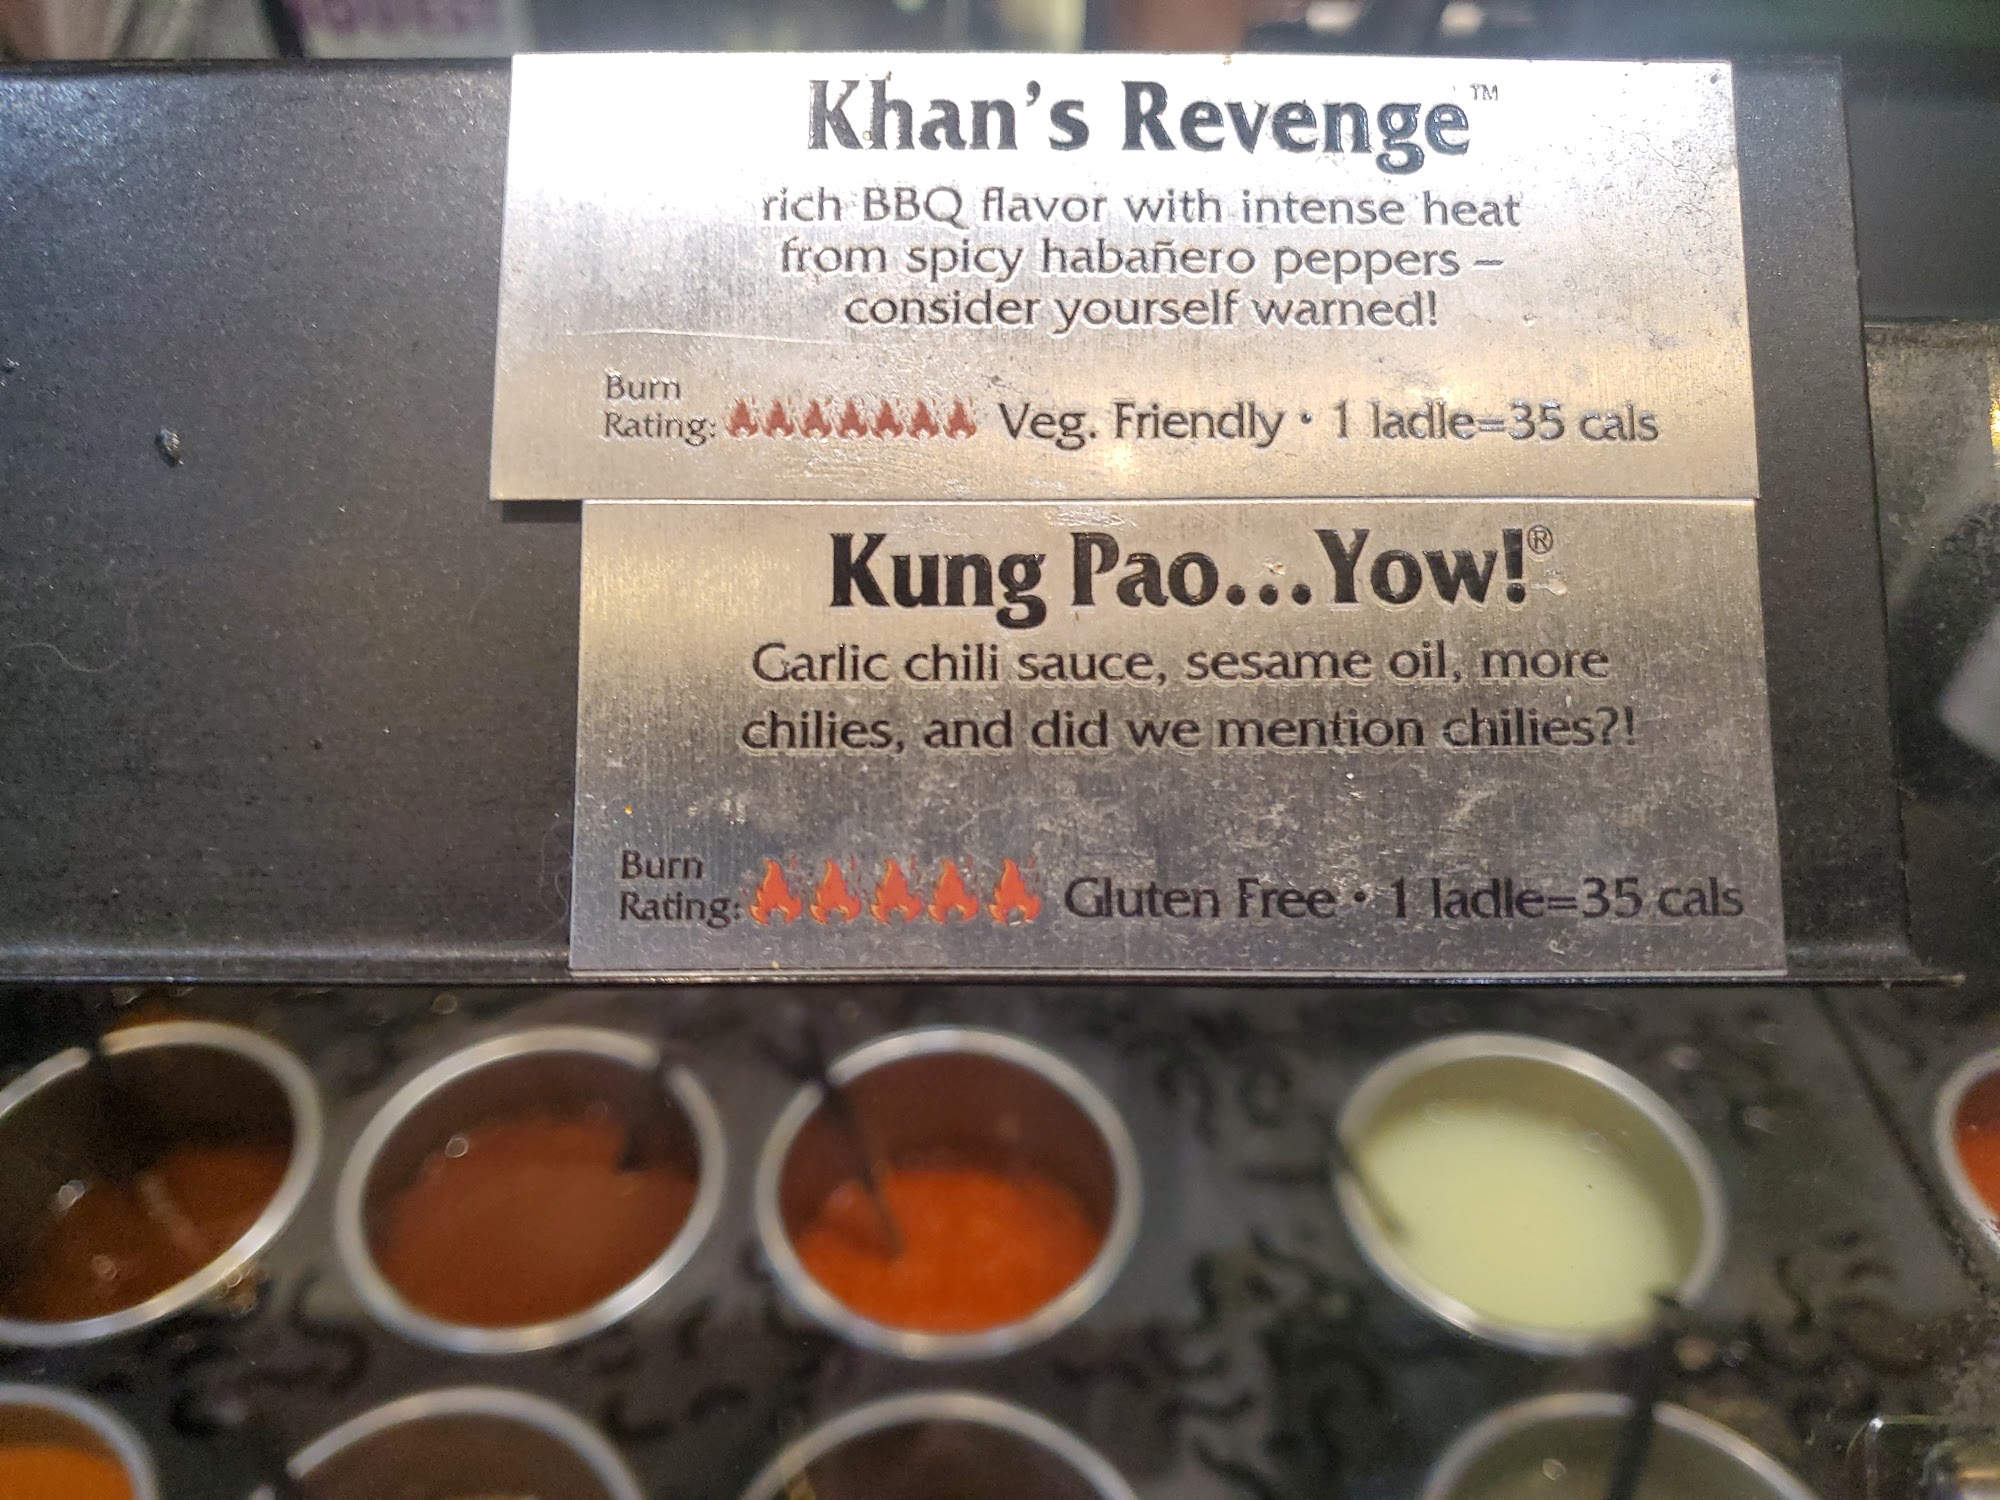 Khan's Revenge™
rich BBQ flavor with intense heat
from spicy habañero peppers –
consider yourself warned!
Burn
Rating: Veg. Friendly • 1 ladle=35 cals
Kung Pao...Yow!®
Garlic chili sauce, sesame oil, more
chilies, and did we mention chilies?!
Burn
Rating: Gluten Free • 1 ladle=35 cals